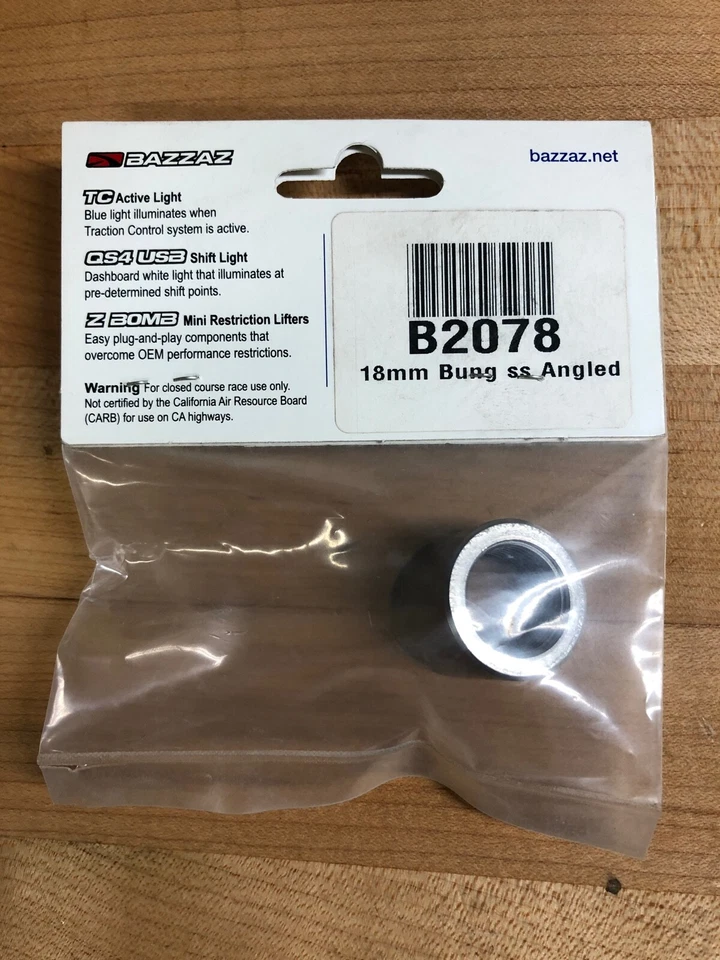 BAZZAZ
bazzaz.net
TC Active Light
Blue light illuminates when
Traction Control system is active.
QS4 USB Shift Light
Dashboard white light that illuminates at
pre-determined shift points.
Z BOMB Mini Restriction Lifters
Easy plug-and-play components that
overcome OEM performance restrictions.
Warning For closed course race use only.
Not certified by the California Air Resource Board
(CARB) for use on CA highways.
B2078
18mm Bung ss Angled